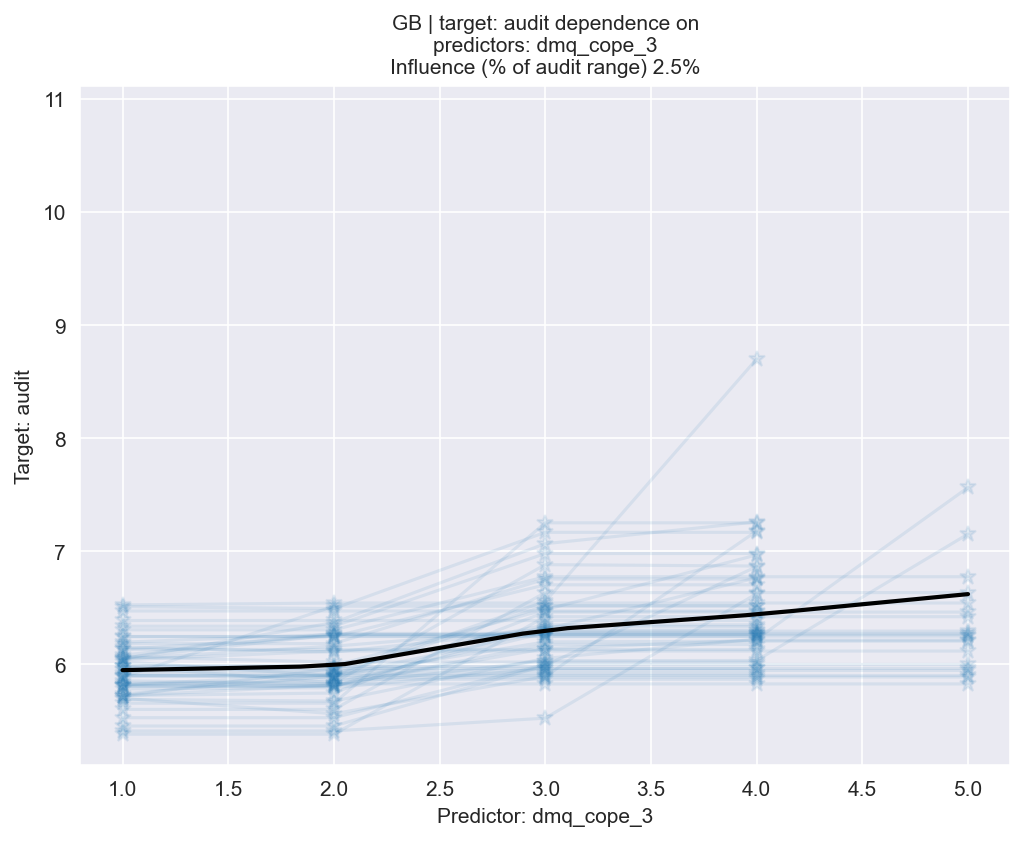 GB | target: audit dependence on
predictors: dmq_cope_3
Influence (% of audit range) 2.5%
11
10
9
8
7
6
Target: audit
1.0 1.5 2.0 2.5 3.0 3.5 4.0 4.5 5.0
Predictor: dmq_cope_3